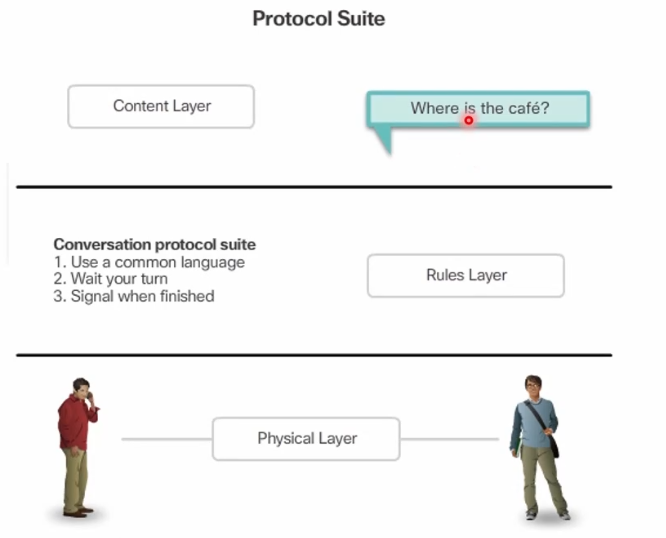 Protocol Suite
Content Layer
Where is the café?
Conversation protocol suite
1. Use a common language
2. Wait your turn
3. Signal when finished
Rules Layer
Physical Layer